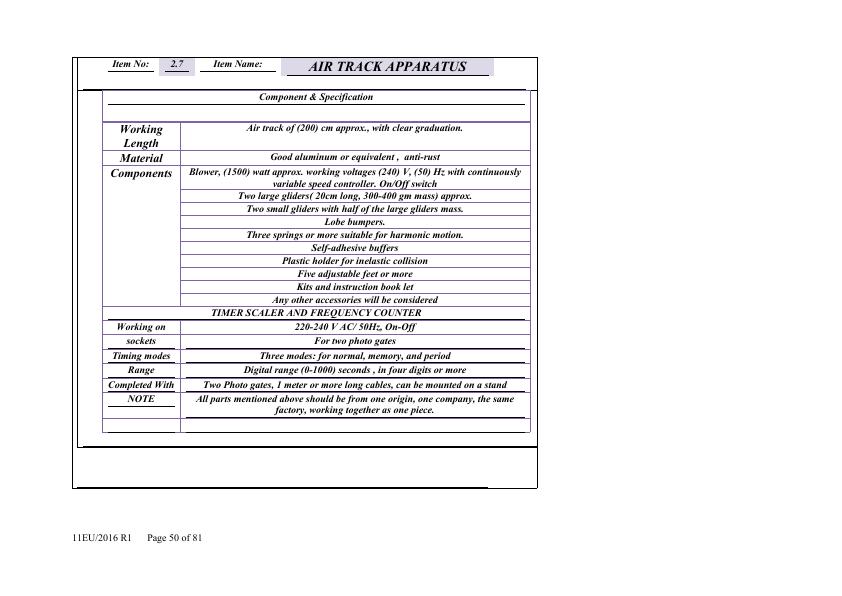 Item No: 2.7 Item Name: AIR TRACK APPARATUS
Component & Specification
Working Length Air track of (200) cm approx., with clear graduation.
Material Good aluminum or equivalent , anti-rust
Components Blower, (1500) watt approx. working voltages (240) V, (50) Hz with continuously
variable speed controller. On/Off switch
Two large gliders( 20cm long, 300-400 gm mass) approx.
Two small gliders with half of the large gliders mass.
Lobe bumpers.
Three springs or more suitable for harmonic motion.
Self-adhesive buffers
Plastic holder for inelastic collision
Five adjustable feet or more
Kits and instruction book let
Any other accessories will be considered
TIMER SCALER AND FREQUENCY COUNTER
Working on 220-240 V AC/ 50Hz, On-Off
sockets For two photo gates
Timing modes Three modes: for normal, memory, and period
Range Digital range (0-1000) seconds , in four digits or more
Completed With Two Photo gates, 1 meter or more long cables, can be mounted on a stand
NOTE All parts mentioned above should be from one origin, one company, the same
factory, working together as one piece.
11EU/2016 R1 Page 50 of 81